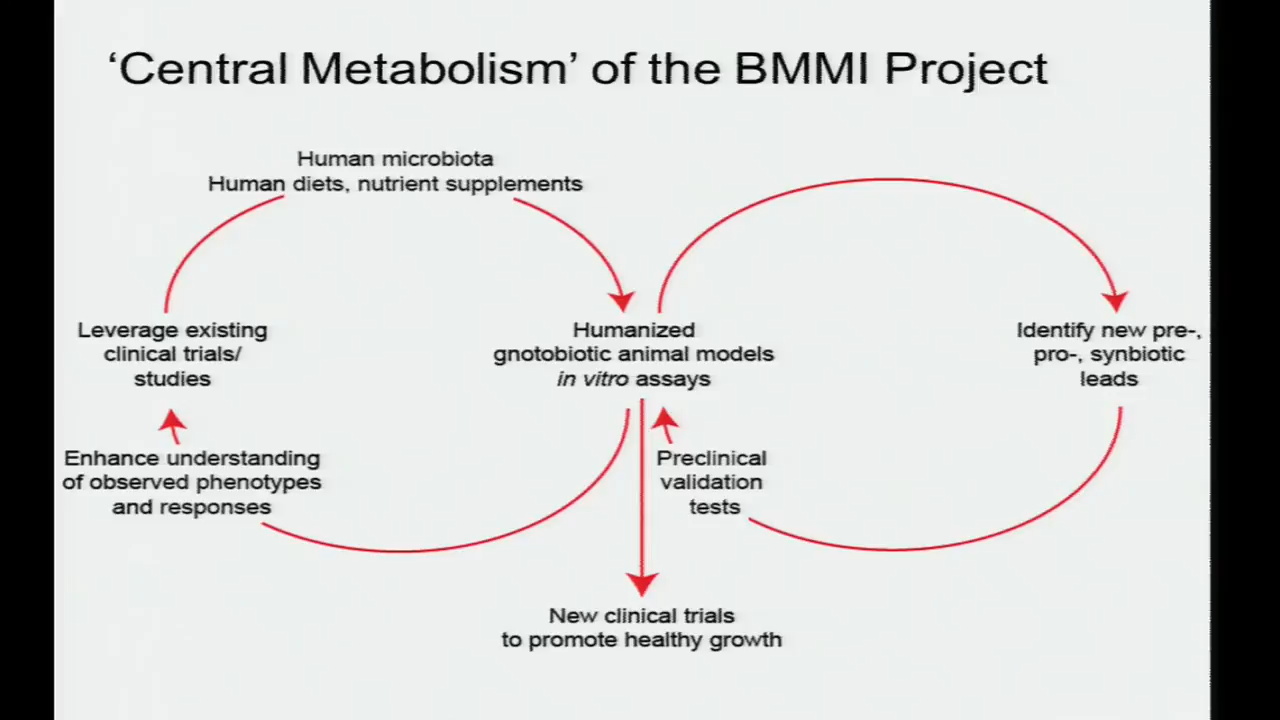 ‘Central Metabolism’ of the BMMI Project
Human microbiota
Human diets, nutrient supplements
Leverage existing
clinical trials/
studies
Humanized
gnotobiotic animal models
in vitro assays
Identify new pre-,
pro-, synbiotic
leads
Enhance understanding
of observed phenotypes
and responses
Preclinical
validation
tests
New clinical trials
to promote healthy growth